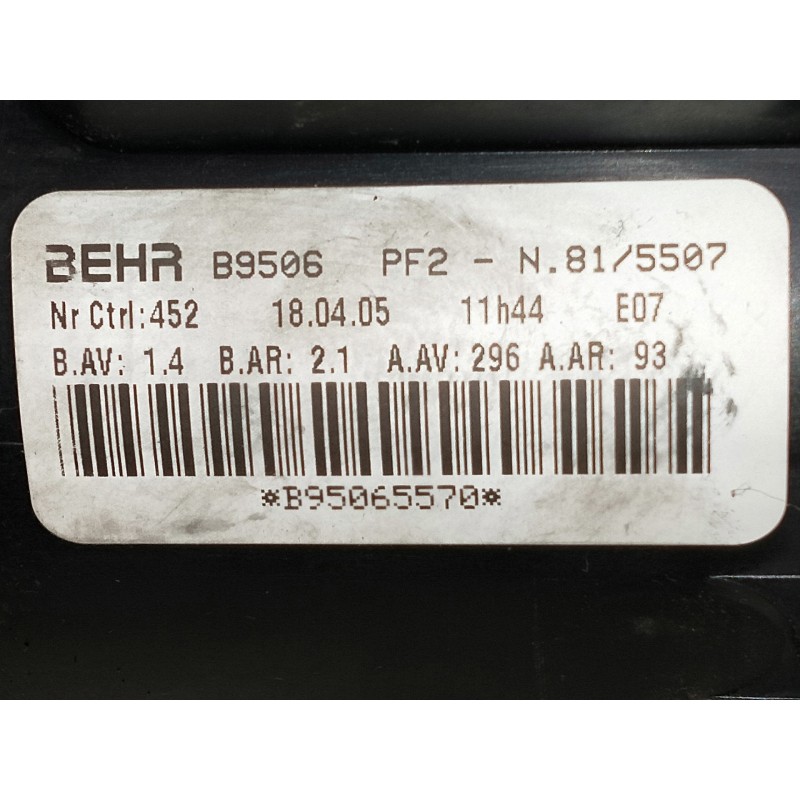 BEHR B9506 PF2 - N.81/5507
Nr Ctrl:452 18.04.05 11h44 E07
B.AV: 1.4 B.AR: 2.1 A.AV: 296 A.AR: 93
*B95065570*